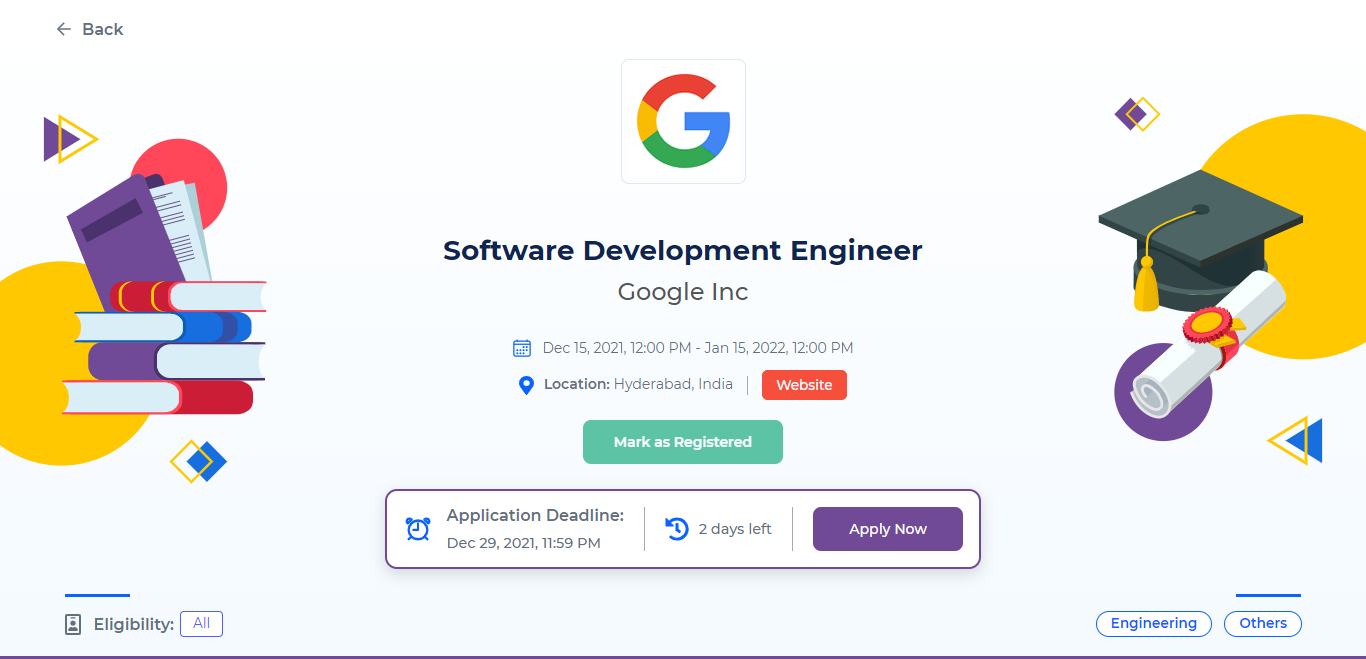 Back
Software Development Engineer
Google Inc
Dec 15, 2021, 12:00 PM - Jan 15, 2022, 12:00 PM
Location: Hyderabad, India
Website
Mark as Registered
Application Deadline:
Dec 29, 2021, 11:59 PM
2 days left
Apply Now
Eligibility: All
Engineering
Others